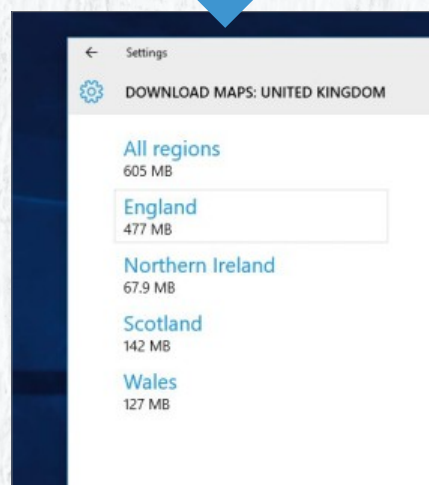 ← Settings
DOWNLOAD MAPS: UNITED KINGDOM
All regions
605 MB
England
477 MB
Northern Ireland
67.9 MB
Scotland
142 MB
Wales
127 MB